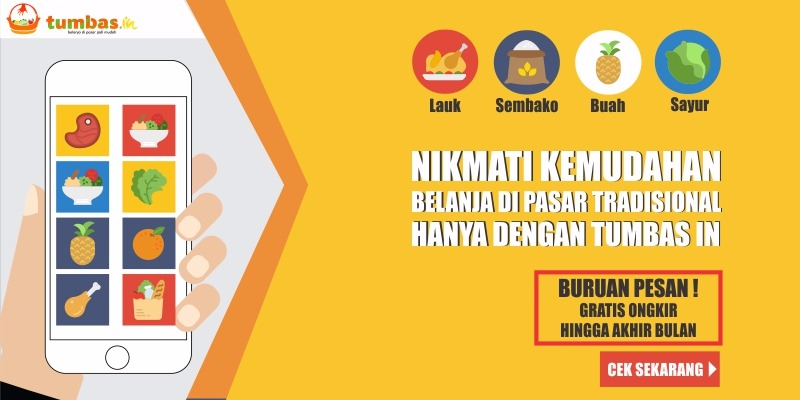 tumbas.in
belanja di pasar jadi mudah
Lauk
Sembako
Buah
Sayur
NIKMATI KEMUDAHAN
BELANJA DI PASAR TRADISIONAL
HANYA DENGAN TUMBAS IN
BURUAN PESAN !
GRATIS ONGKIR
HINGGA AKHIR BULAN
CEK SEKARANG